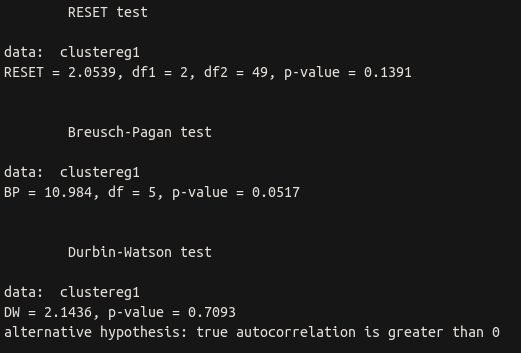 RESET test
data:  clustereg1
RESET = 2.0539, df1 = 2, df2 = 49, p-value = 0.1391
Breusch-Pagan test
data:  clustereg1
BP = 10.984, df = 5, p-value = 0.0517
Durbin-Watson test
data:  clustereg1
DW = 2.1436, p-value = 0.7093
alternative hypothesis: true autocorrelation is greater than 0